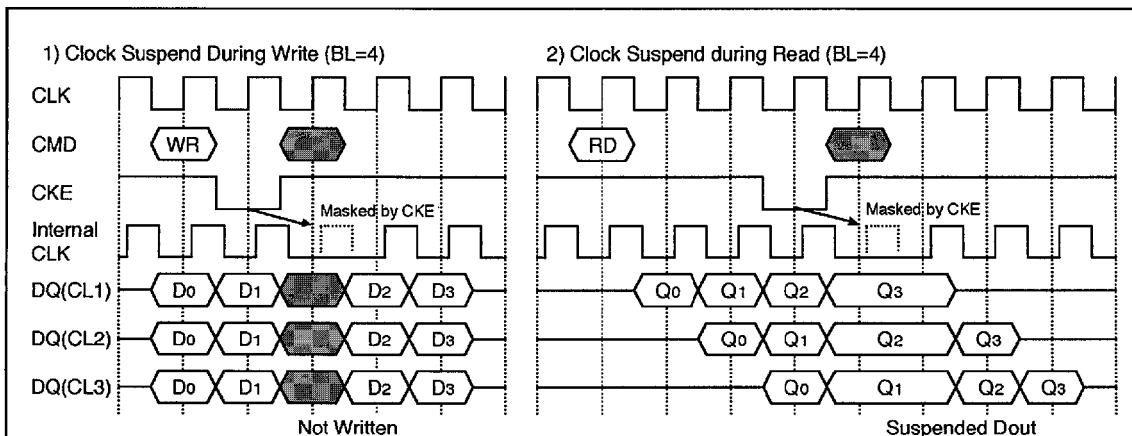 1) Clock Suspend During Write (BL=4)
2) Clock Suspend during Read (BL=4)
CLK
CMD
WR
RD
CKE
Masked by CKE
Masked by CKE
Internal
CLK
DQ(CL1)
D0 D1 D2 D3
Q0 Q1 Q2 Q3
DQ(CL2)
D0 D1 D2 D3
Q0 Q1 Q2 Q3
DQ(CL3)
D0 D1 D2 D3
Q0 Q1 Q2 Q3
Not Written
Suspended Dout